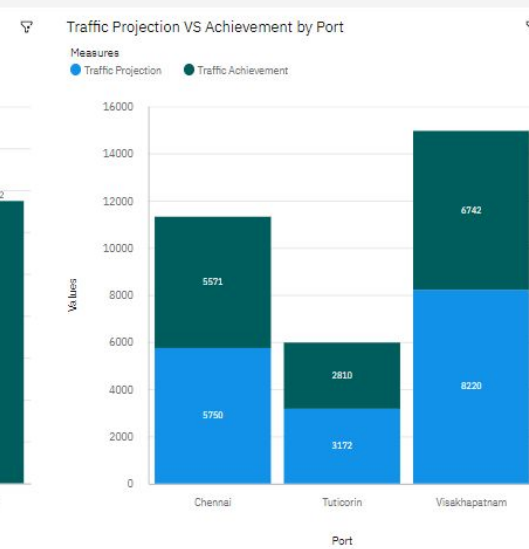 Traffic Projection VS Achievement by Port
Measures
Traffic Projection Traffic Achievement
16000
14000
12000
10000
8000
6000
4000
2000
0
Values
2
5571
5750
2810
3172
6742
8220
Chennai Tuticorin Visakhapatnam
Port